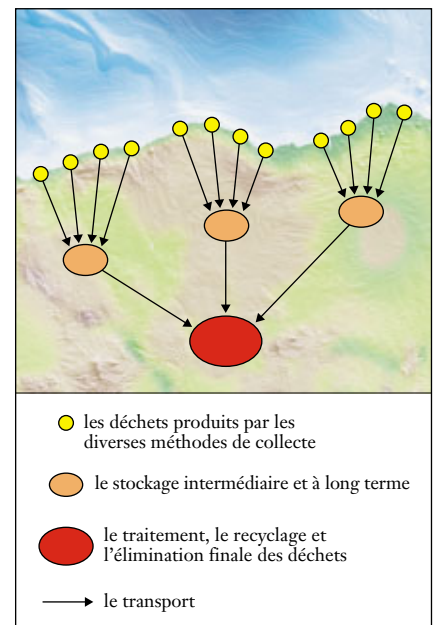 les déchets produits par les
diverses méthodes de collecte
le stockage intermédiaire et à long terme
le traitement, le recyclage et
l'élimination finale des déchets
le transport